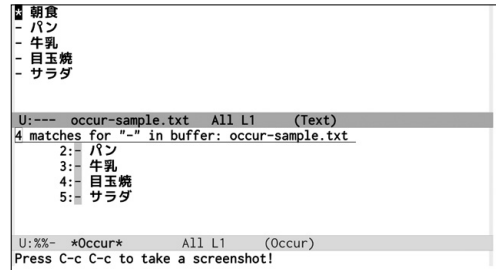 * 朝食
- パン
- 牛乳
- 目玉焼
- サラダ
U:--- occur-sample.txt All L1 (Text)
4 matches for "-" in buffer: occur-sample.txt
2:- パン
3:- 牛乳
4:- 目玉焼
5:- サラダ
U:%%- *Occur* All L1 (Occur)
Press C-c C-c to take a screenshot!